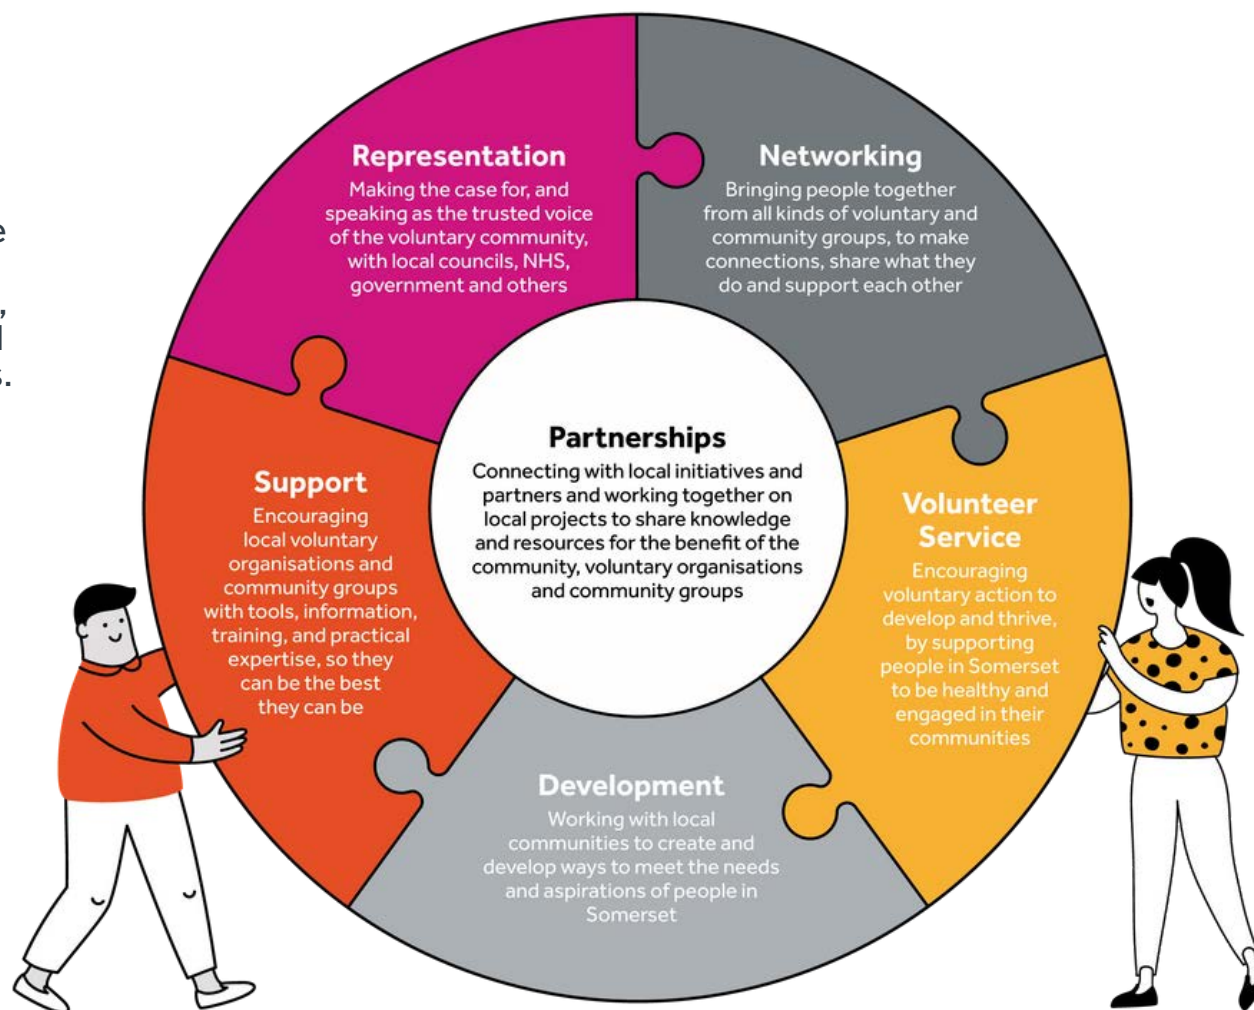 Representation
Making the case for, and
speaking as the trusted voice
of the voluntary community,
with local councils, NHS,
government and others
Networking
Bringing people together
from all kinds of voluntary and
community groups, to make
connections, share what they
do and support each other
Partnerships
Connecting with local initiatives and
partners and working together on
local projects to share knowledge
and resources for the benefit of the
community, voluntary organisations
and community groups
Support
Encouraging
local voluntary
organisations and
community groups
with tools, information,
training, and practical
expertise, so they
can be the best
they can be
Volunteer
Service
Encouraging
voluntary action to
develop and thrive,
by supporting
people in Somerset
to be healthy and
engaged in their
communities
Development
Working with local
communities to create and
develop ways to meet the needs
and aspirations of people in
Somerset